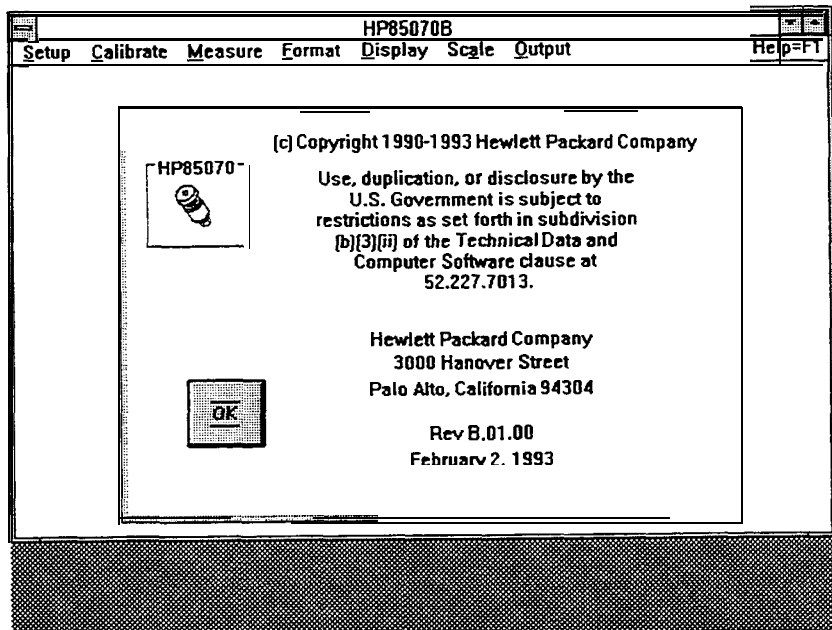 HP85070B
Setup Calibrate Measure Format Display Scale Output Help=FT
(c) Copyright 1990-1993 Hewlett Packard Company
HP85070
Use, duplication, or disclosure by the
U.S. Government is subject to
restrictions as set forth in subdivision
(b)(3)(ii) of the Technical Data and
Computer Software clause at
52.227.7013.
Hewlett Packard Company
3000 Hanover Street
Palo Alto, California 94304
OK
Rev B.01.00
February 2, 1993